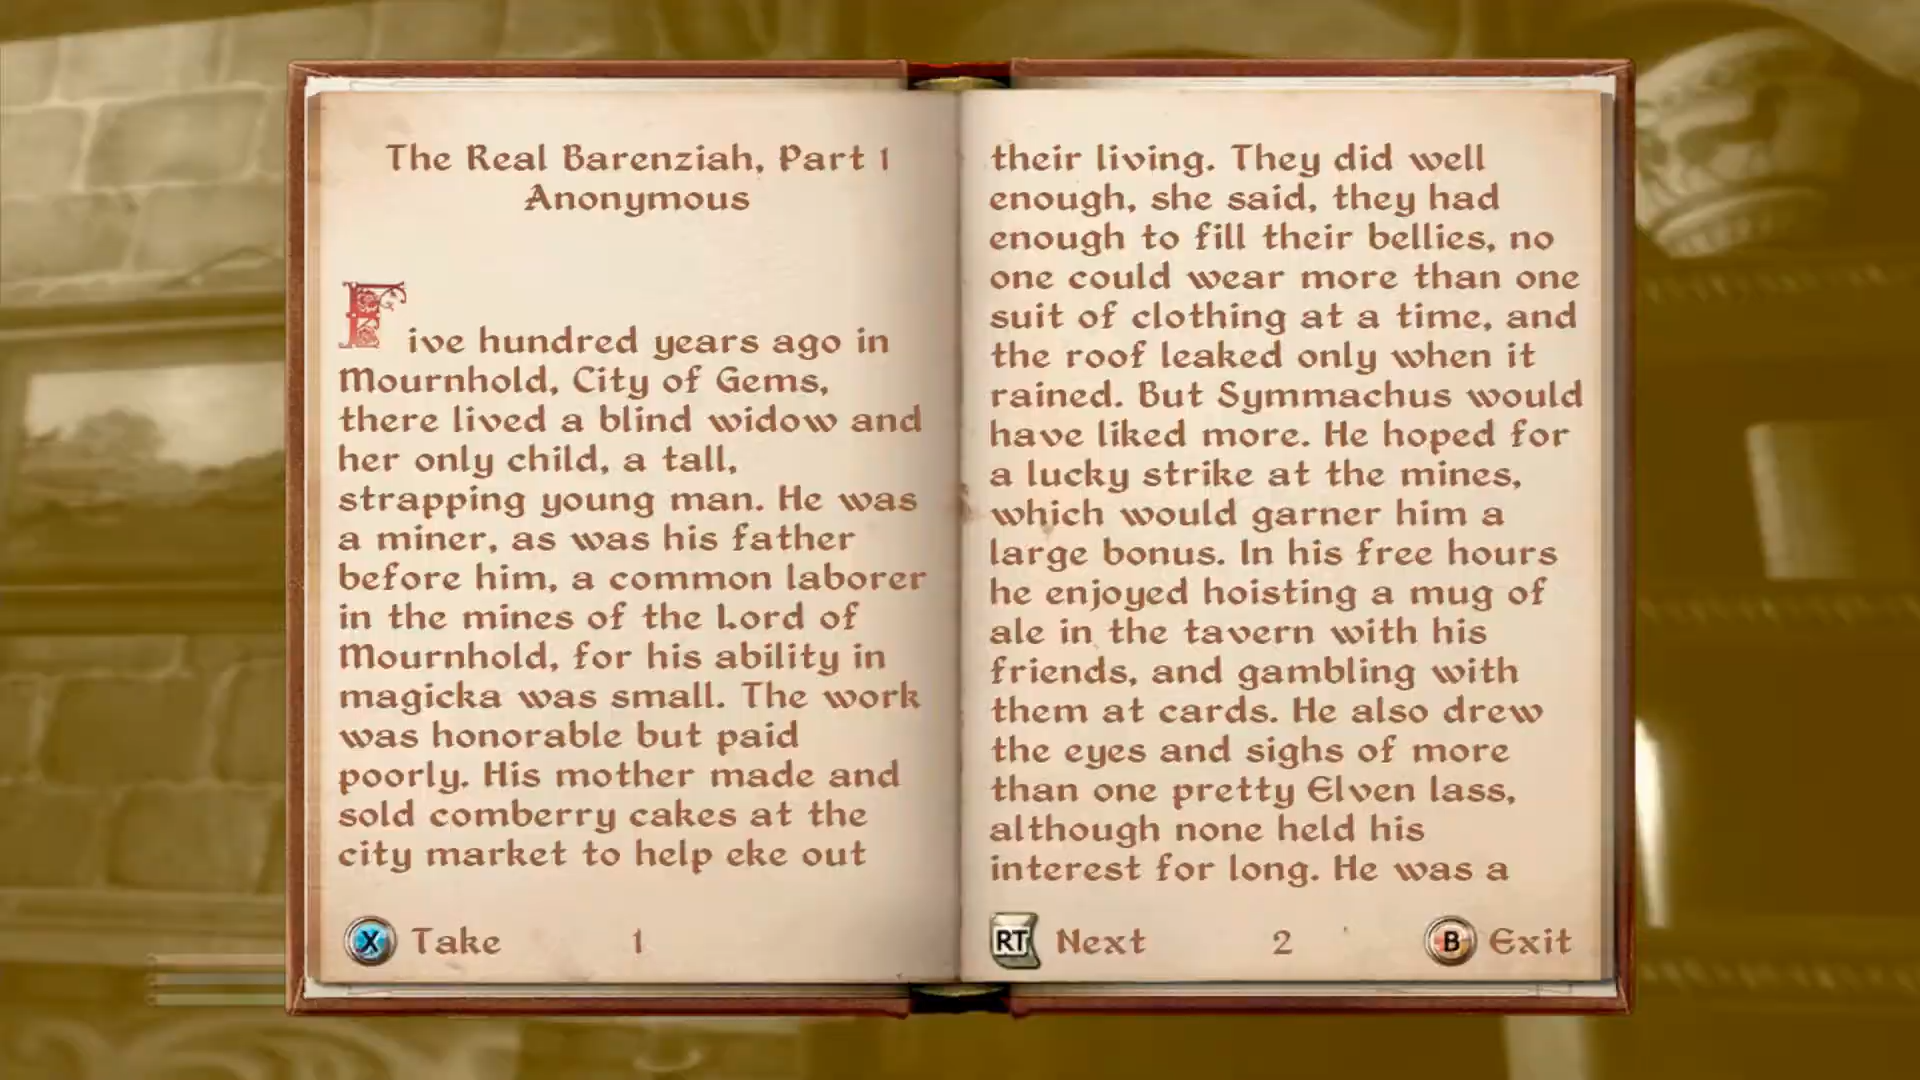 The Real Barenziah, Part 1
Anonymous
Five hundred years ago in
Mournhold, City of Gems,
there lived a blind widow and
her only child, a tall,
strapping young man. He was
a miner, as was his father
before him, a common laborer
in the mines of the Lord of
Mournhold, for his ability in
magicka was small. The work
was honorable but paid
poorly. His mother made and
sold comberry cakes at the
city market to help eke out
X Take 1
their living. They did well
enough, she said, they had
enough to fill their bellies, no
one could wear more than one
suit of clothing at a time, and
the roof leaked only when it
rained. But Symmachus would
have liked more. He hoped for
a lucky strike at the mines,
which would garner him a
large bonus. In his free hours
he enjoyed hoisting a mug of
ale in the tavern with his
friends, and gambling with
them at cards. He also drew
the eyes and sighs of more
than one pretty Elven lass,
although none held his
interest for long. He was a
RT Next 2 B Exit